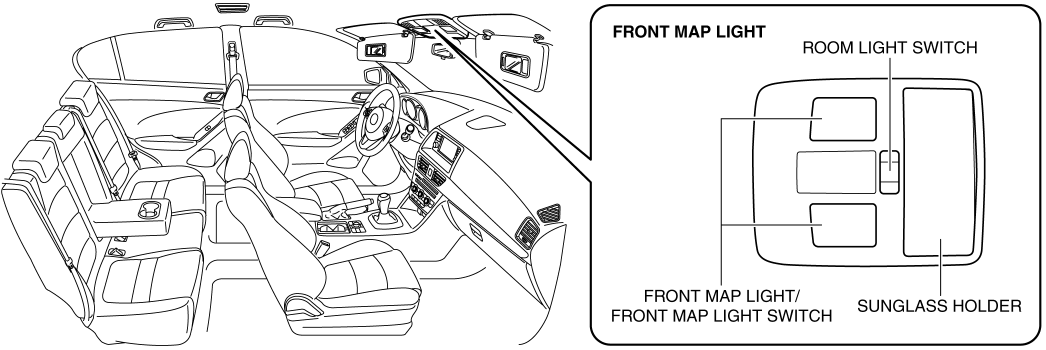 FRONT MAP LIGHT
ROOM LIGHT SWITCH
FRONT MAP LIGHT/
FRONT MAP LIGHT SWITCH
SUNGLASS HOLDER